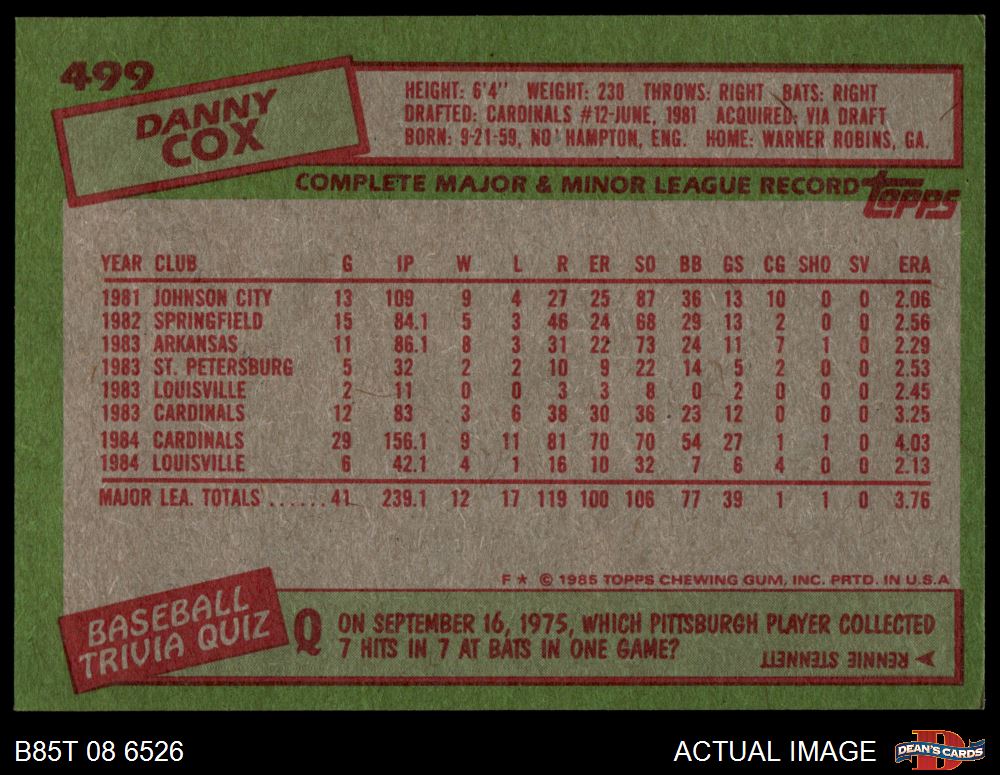 499
DANNY
COX
HEIGHT: 6'4" WEIGHT: 230 THROWS: RIGHT BATS: RIGHT
DRAFTED: CARDINALS #12-JUNE, 1981 ACQUIRED: VIA DRAFT
BORN: 9-21-59, NO'HAMPTON, ENG. HOME: WARNER ROBINS, GA.
COMPLETE MAJOR & MINOR LEAGUE RECORD topps
YEAR CLUB G IP W L R ER SO BB GS CG SHO SV ERA
1981 JOHNSON CITY 13 109 9 4 27 25 87 36 13 10 0 0 2.06
1982 SPRINGFIELD 15 84.1 5 3 46 24 68 29 13 2 0 0 2.56
1983 ARKANSAS 11 86.1 8 3 31 22 73 24 11 7 1 0 2.29
1983 ST. PETERSBURG 5 32 2 2 10 9 22 14 5 2 0 0 2.53
1983 LOUISVILLE 2 11 0 0 3 3 8 0 2 0 0 0 2.45
1983 CARDINALS 12 83 3 6 38 30 36 23 12 0 0 0 3.25
1984 CARDINALS 29 156.1 9 11 81 70 70 54 27 1 1 0 4.03
1984 LOUISVILLE 6 42.1 4 1 16 10 32 7 6 4 0 0 2.13
MAJOR LEA. TOTALS ......41 239.1 12 17 119 100 106 77 39 1 1 0 3.76
F * © 1985 TOPPS CHEWING GUM, INC. PRTD. IN U.S.A
BASEBALL
TRIVIA QUIZ
Q ON SEPTEMBER 16, 1975, WHICH PITTSBURGH PLAYER COLLECTED
7 HITS IN 7 AT BATS IN ONE GAME?
RENNIE STENNETT
B85T 08 6526
ACTUAL IMAGE
DEAN'S CARDS